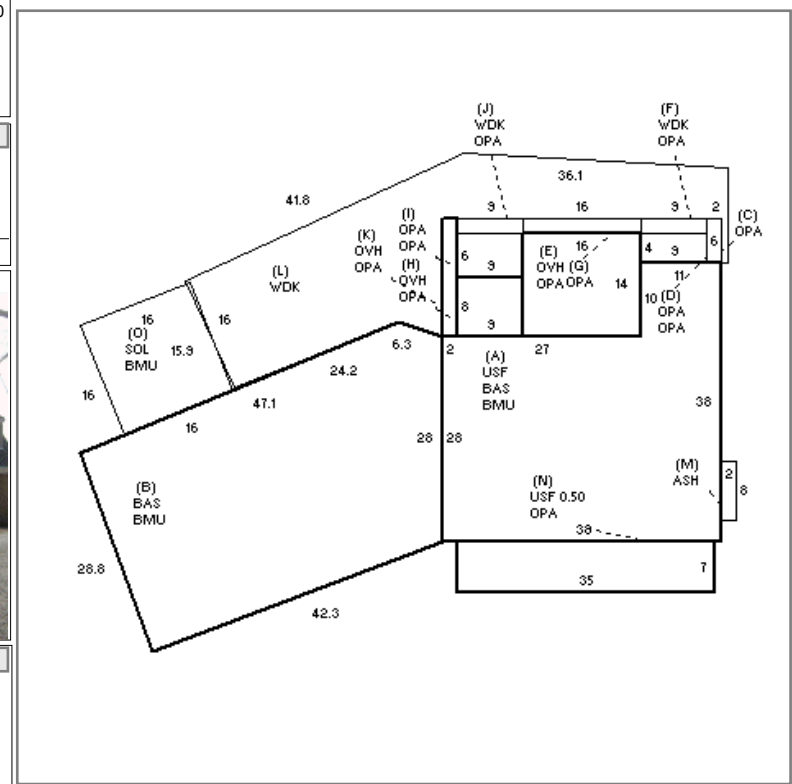 (J)
WDK
OPA
(F)
WDK
OPA
36.1
41.8
9
16
9
2
(I)
OPA
OPA
(C)
OPA
(K)
OVH
OPA
(H)
OVH
OPA
6
9
16
4
9
6
(E)
OVH
OPA
(G)
OPA
(L)
WDK
11
14
10
(D)
OPA
OPA
8
9
16
(O)
SOL
BMU
15.9
16
16
6.3
2
27
24.2
(A)
USF
BAS
BMU
47.1
16
38
28
28
(M)
ASH
2
8
(B)
BAS
BMU
(N)
USF 0.50
OPA
38
28.8
7
35
42.3